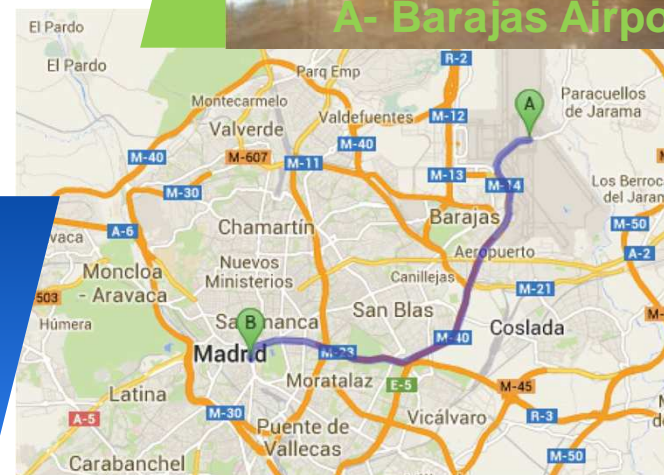 A- Barajas Airpo
El Pardo
El Pardo
Parq Emp
R-2
A
Paracuellos
de Jarama
Montecarmelo
Valdefuentes
M-12
Valverde
M-40
M-40
M-607
M-11
M-13
M-14
Los Berroc
del Jaram
M-30
Barajas
M-50
vaca
A-6
Chamartín
Aeropuerto
A-2
Moncloa
- Aravaca
Nuevos
Ministerios
Canillejas
M-21
503
Húmera
B
Salamanca
San Blas
M-40
Coslada
Madrid
M-23
Moratalaz
E-5
M-45
Latina
A-5
M-30
Puente de
Vallecas
Vicálvaro
R-3
Carabanchel
M-50